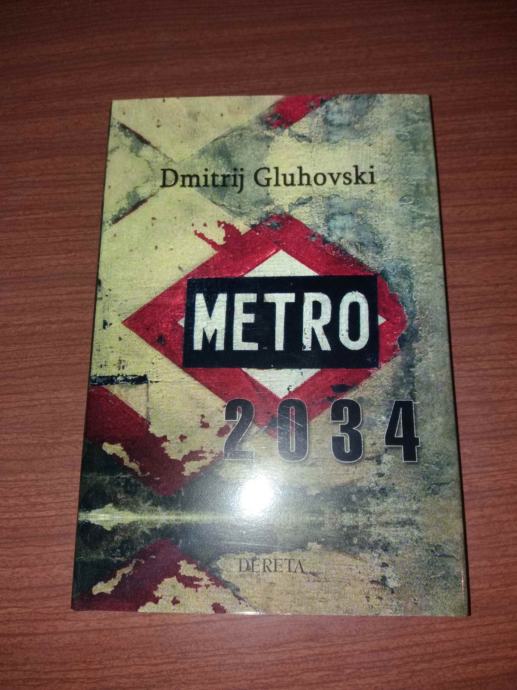 Dmitrij Gluhovski
METRO
2034
DERETA